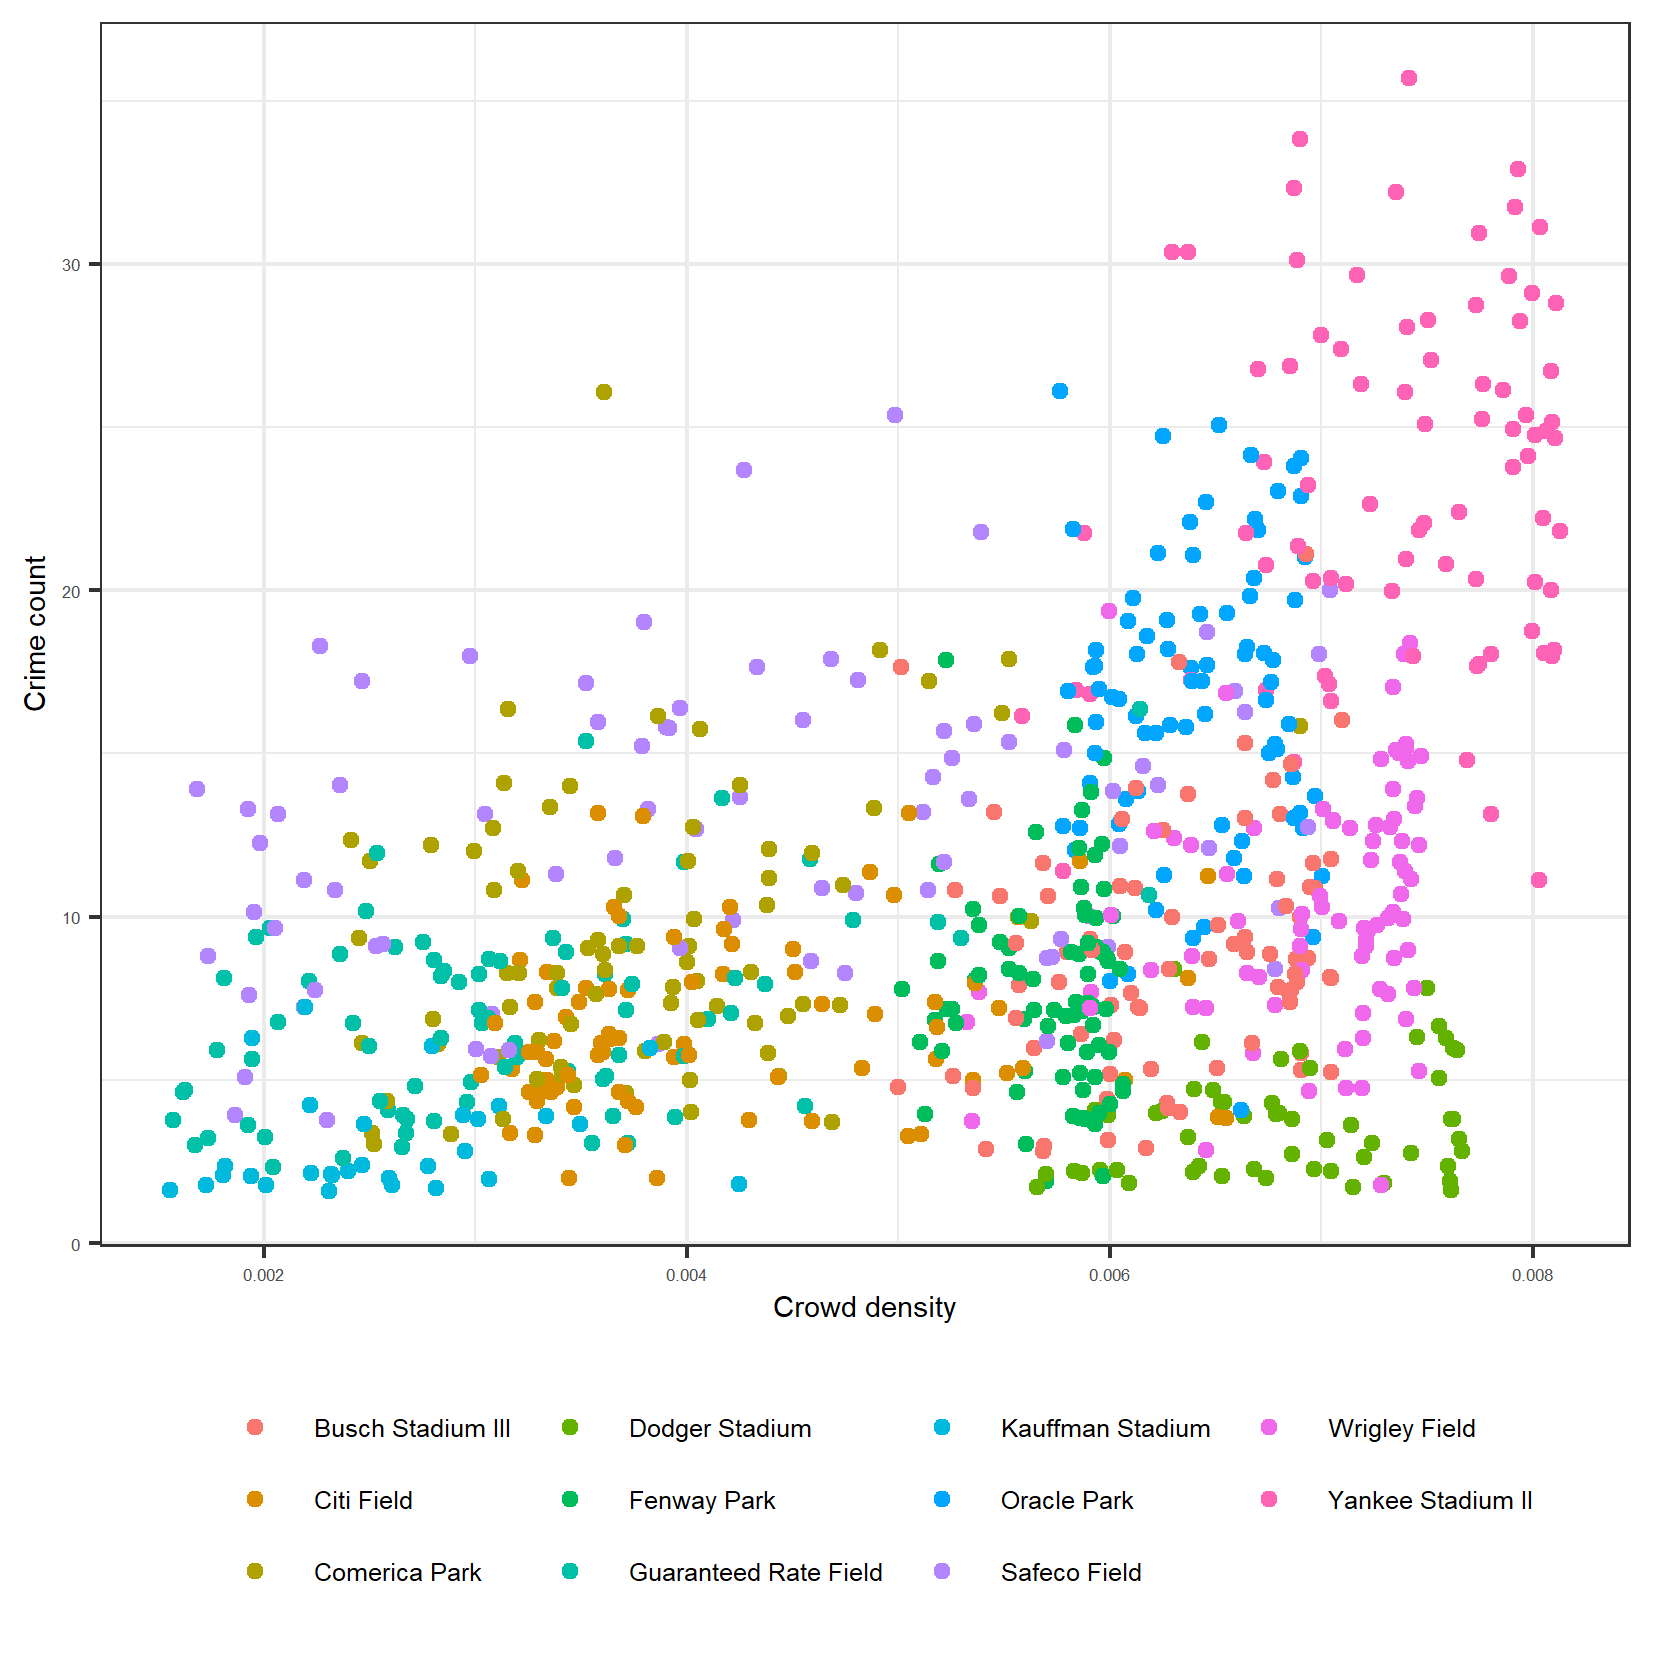 30
20
10
0
Crime count
0.002 0.004 0.006 0.008
Crowd density
Busch Stadium III Dodger Stadium Kauffman Stadium Wrigley Field
Citi Field Fenway Park Oracle Park Yankee Stadium II
Comerica Park Guaranteed Rate Field Safeco Field